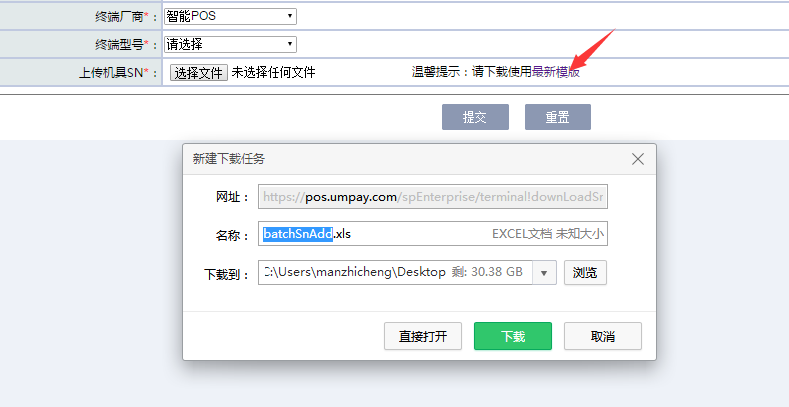 终端厂商*： 智能POS
终端型号*： 请选择
上传机具SN*： 选择文件 未选择任何文件 温馨提示：请下载使用最新模版
提交 重置
新建下载任务
网址： https://pos.umpay.com/spEnterprise/terminal!downLoadSr
名称： batchSnAdd.xls EXCEL文档 未知大小
下载到： C:\Users\manzhicheng\Desktop 剩: 30.38 GB 浏览
直接打开 下载 取消